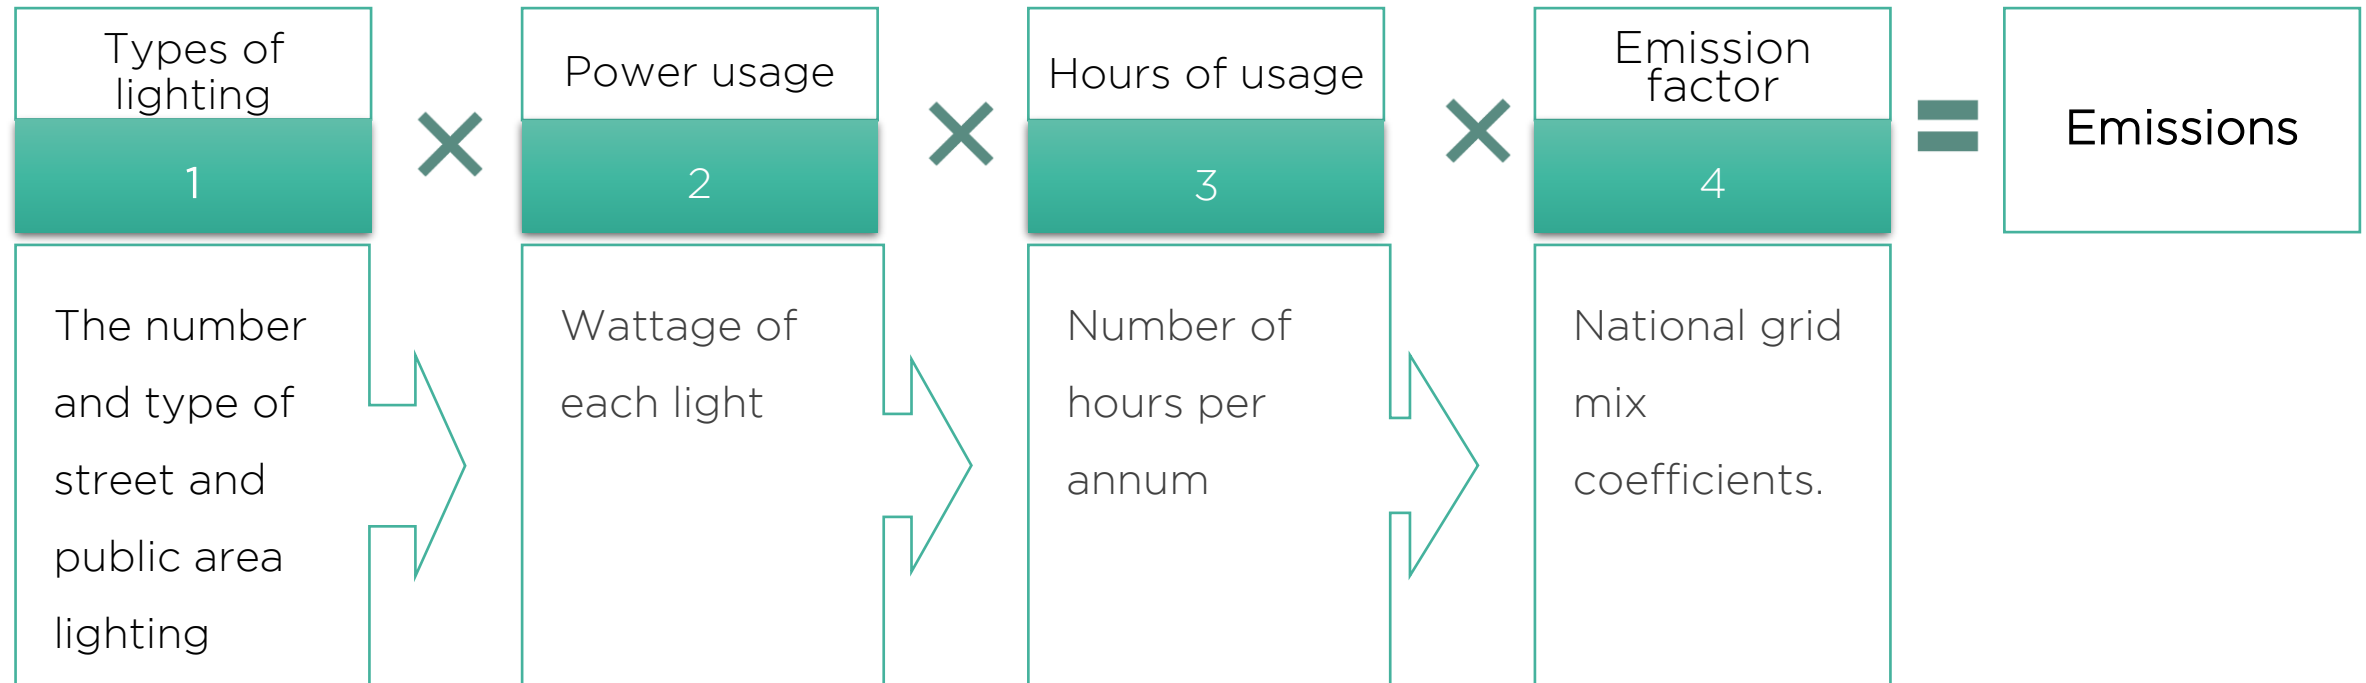 Types of
lighting
Power usage
Hours of usage
Emission
factor
Emissions
1
2
3
4
The number
and type of
street and
public area
lighting
Wattage of
each light
Number of
hours per
annum
National grid
mix
coefficients.